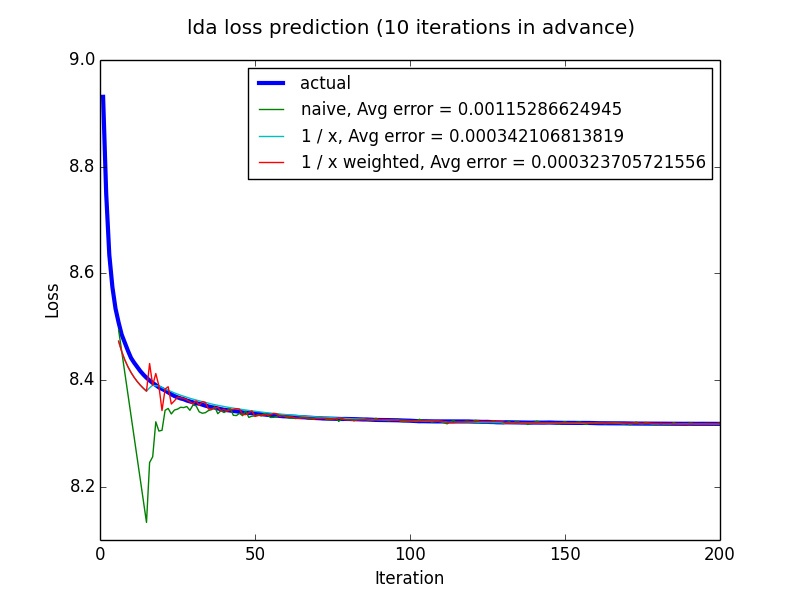 lda loss prediction (10 iterations in advance)
9.0
8.8
8.6
8.4
8.2
Loss
actual
naive, Avg error = 0.00115286624945
1 / x, Avg error = 0.000342106813819
1 / x weighted, Avg error = 0.000323705721556
0 50 100 150 200
Iteration